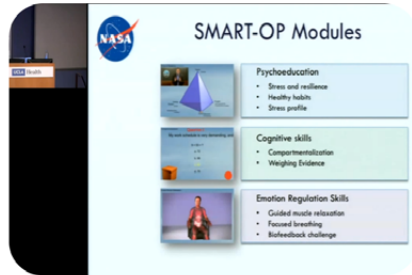 NASA
SMART-OP Modules
Health
Psychoeducation
• Stress and resilience
• Healthy habits
• Stress profile
Cognitive skills
• Compartmentalization
• Weighing Evidence
Emotion Regulation Skills
• Guided muscle relaxation
• Focused breathing
• Biofeedback challenge